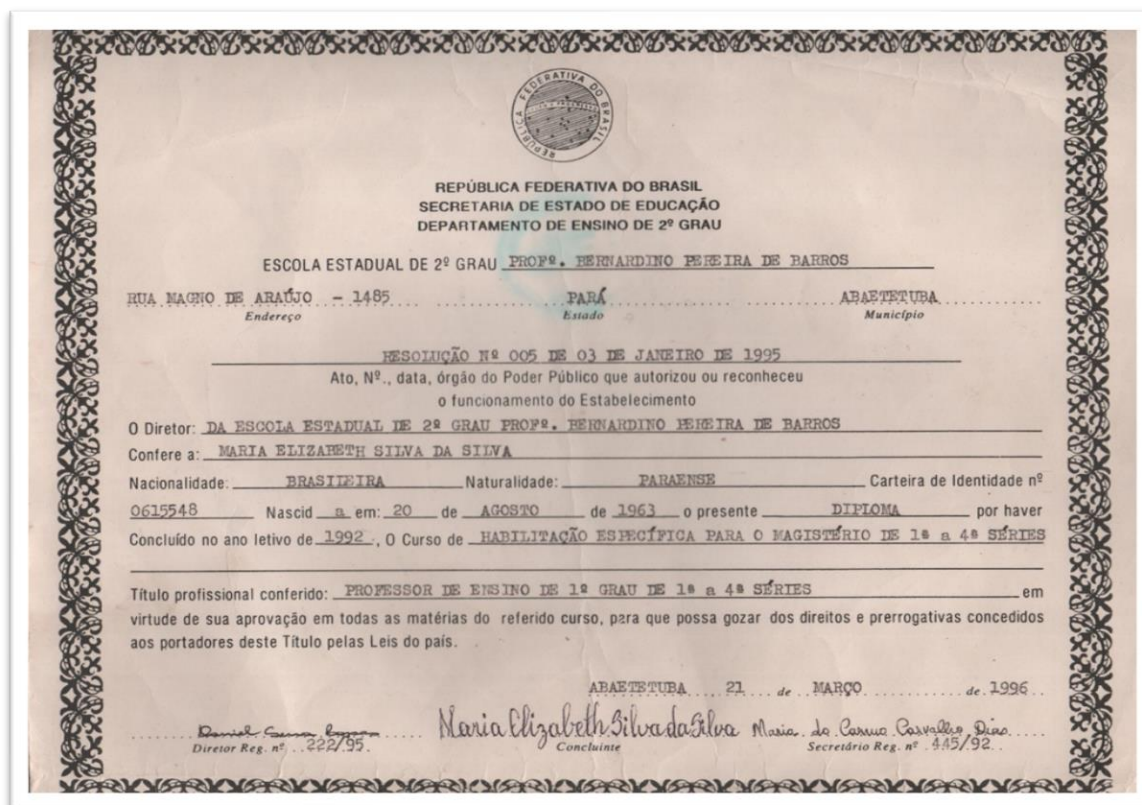 REPÚBLICA FEDERATIVA DO BRASIL
REPÚBLICA FEDERATIVA DO BRASIL
SECRETARIA DE ESTADO DE EDUCAÇÃO
DEPARTAMENTO DE ENSINO DE 2º GRAU
ESCOLA ESTADUAL DE 2º GRAU PROFº. BERNARDINO PEREIRA DE BARROS
RUA MAGNO DE ARAÚJO - 1485 PARÁ ABAETETUBA
Endereço Estado Município
RESOLUÇÃO Nº 005 DE 03 DE JANEIRO DE 1995
Ato, Nº., data, órgão do Poder Público que autorizou ou reconheceu
o funcionamento do Estabelecimento
O Diretor: DA ESCOLA ESTADUAL DE 2º GRAU PROFº. BERNARDINO PEREIRA DE BARROS
Confere a: MARIA ELIZABETH SILVA DA SILVA
Nacionalidade: BRASILEIRA Naturalidade: PARAENSE Carteira de Identidade nº
0615548 Nascid a em: 20 de AGOSTO de 1963 o presente DIPLOMA por haver
Concluído no ano letivo de 1992, O Curso de HABILITAÇÃO ESPECÍFICA PARA O MAGISTÉRIO DE 1ª a 4ª SÉRIES
Título profissional conferido: PROFESSOR DE ENSINO DE 1º GRAU DE 1ª a 4ª SÉRIES em
virtude de sua aprovação em todas as matérias do referido curso, para que possa gozar dos direitos e prerrogativas concedidos
aos portadores deste Título pelas Leis do país.
ABAETETUBA 21 de MARÇO de 1996
Daniel Maria Elizabeth Silva da Silva Maria do Carmo Carvalho Dias
Diretor Reg. nº 222/95. Concluinte Secretário Reg. nº 445/92